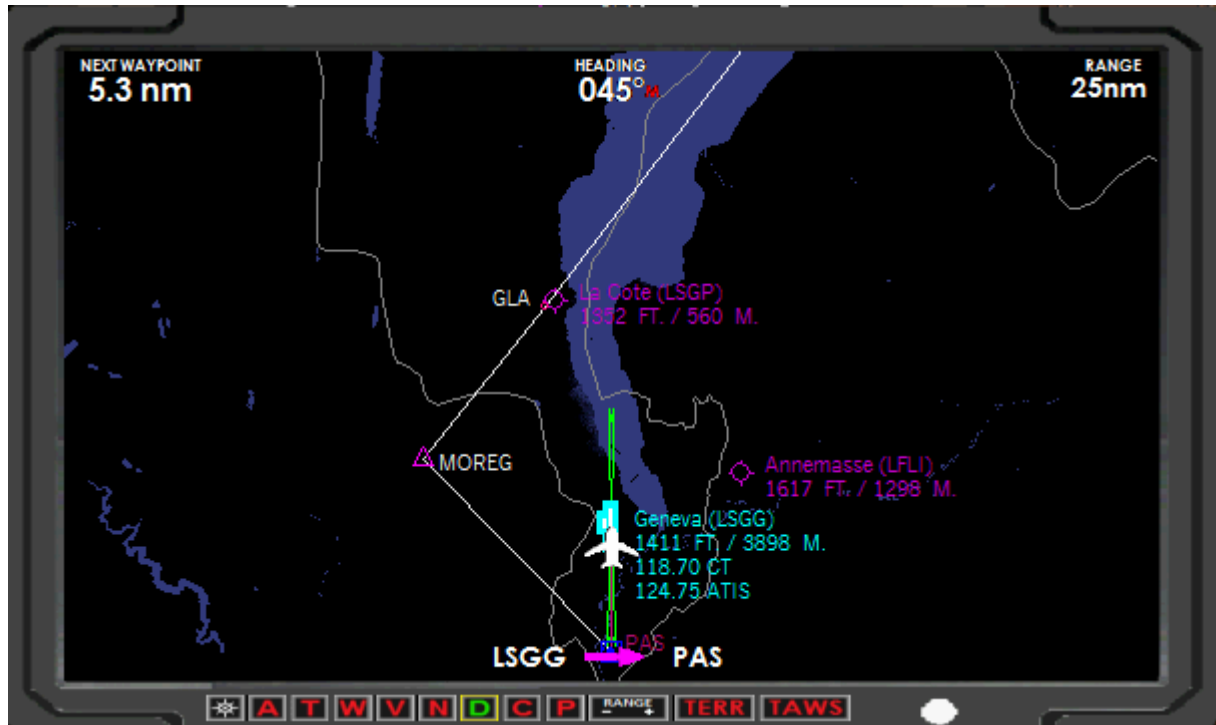 NEXT WAYPOINT
5.3 nm
HEADING
045°M
RANGE
25nm
GLA
La Cote (LSGP)
1352 FT. / 560 M.
MOREG
Annemasse (LFLI)
1617 FT. / 1298 M.
Geneva (LSGG)
1411 FT. / 3898 M.
118.70 CT
124.75 ATIS
PAS
LSGG PAS
A T W V N D C P - RANGE + TERR TAWS